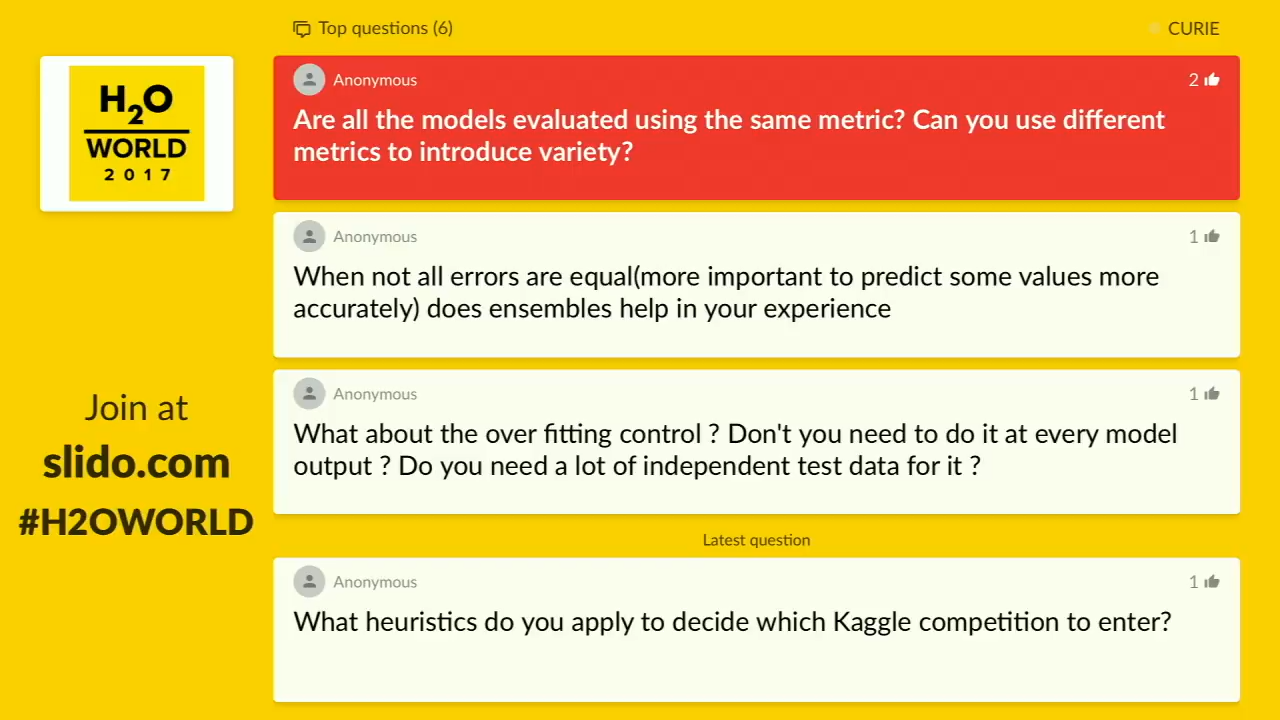 Top questions (6)
CURIE
H2O
WORLD
2017
Anonymous
2
Are all the models evaluated using the same metric? Can you use different
metrics to introduce variety?
Anonymous
1
When not all errors are equal(more important to predict some values more
accurately) does ensembles help in your experience
Anonymous
1
What about the over fitting control ? Don't you need to do it at every model
output ? Do you need a lot of independent test data for it ?
Join at
slido.com
#H2OWORLD
Latest question
Anonymous
1
What heuristics do you apply to decide which Kaggle competition to enter?